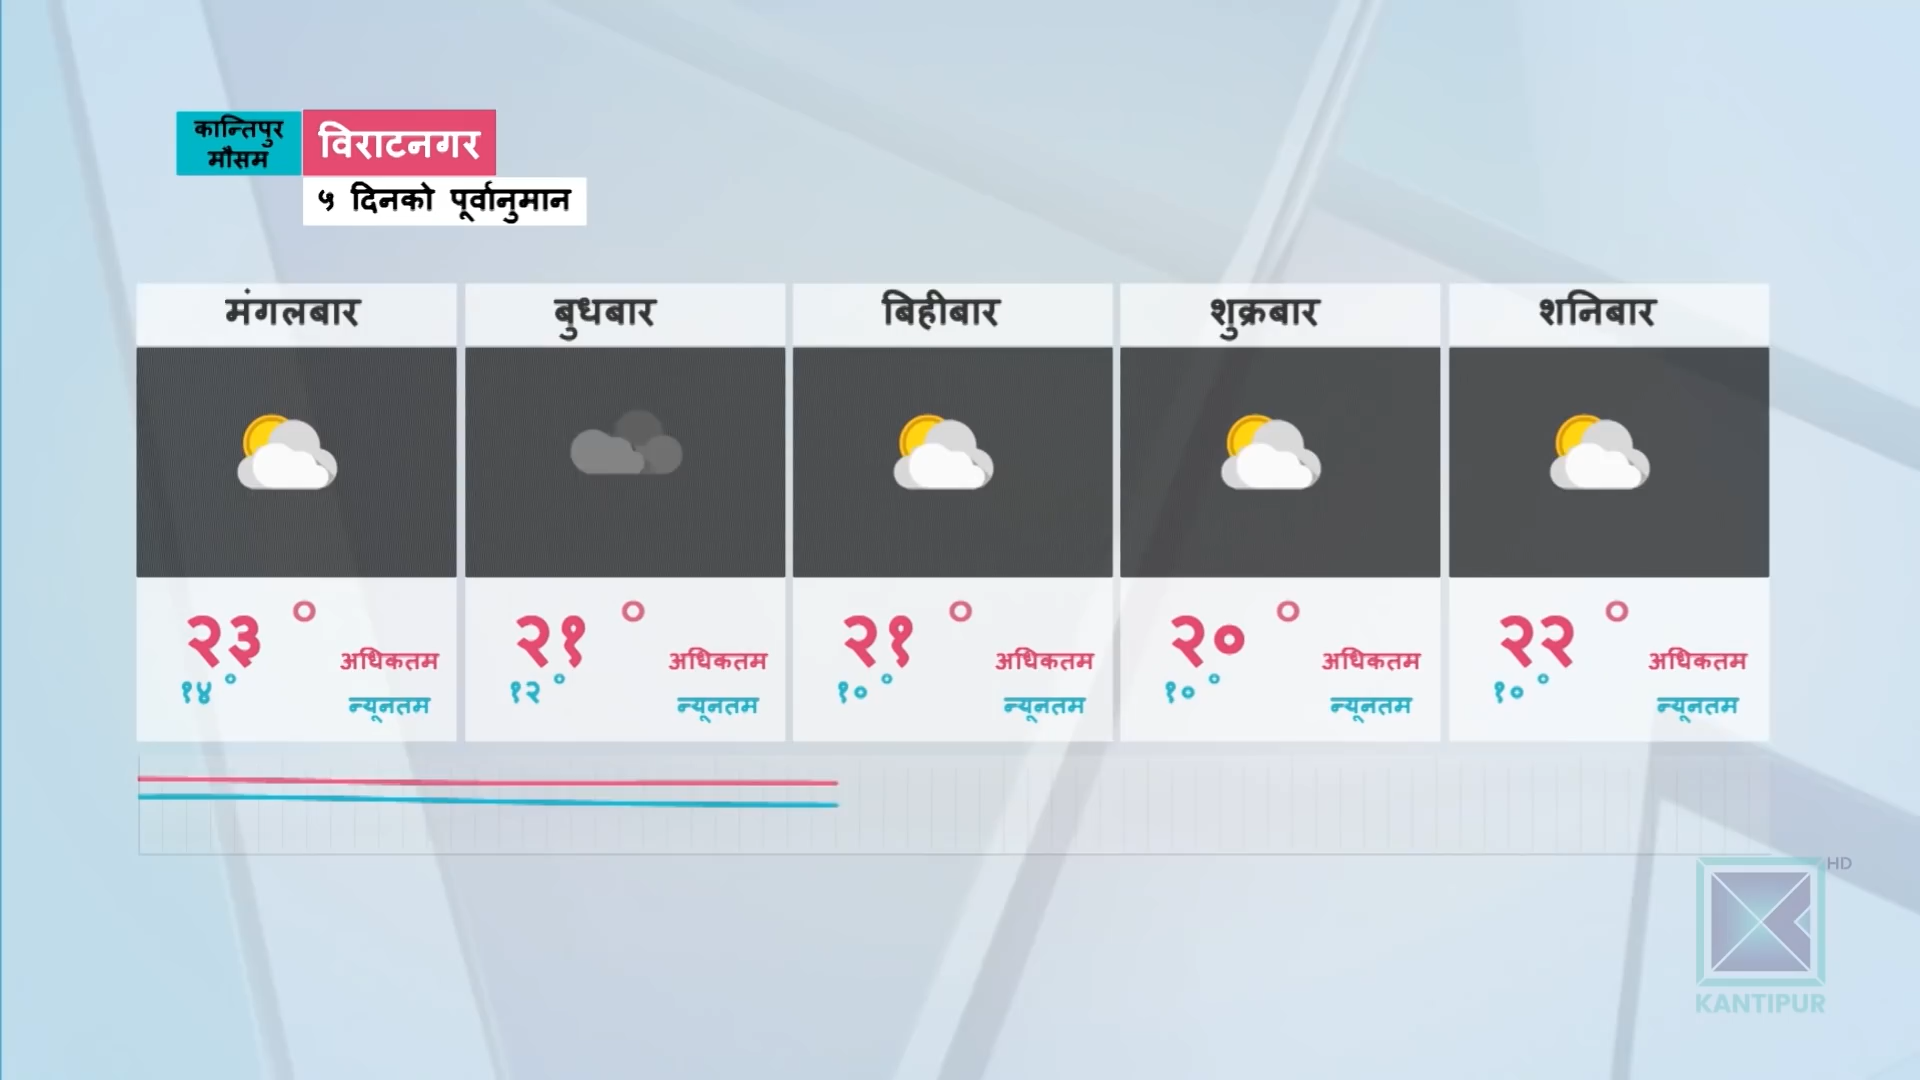 कान्तिपुर
मौसम
विराटनगर
५ दिनको पूर्वानुमान
मंगलबार
बुधबार
बिहीबार
शुक्रबार
शनिबार
२३°
अधिकतम
१४°
न्यूनतम
२१°
अधिकतम
१२°
न्यूनतम
२१°
अधिकतम
१०°
न्यूनतम
२०°
अधिकतम
१०°
न्यूनतम
२२°
अधिकतम
१०°
न्यूनतम
HD
KANTIPUR